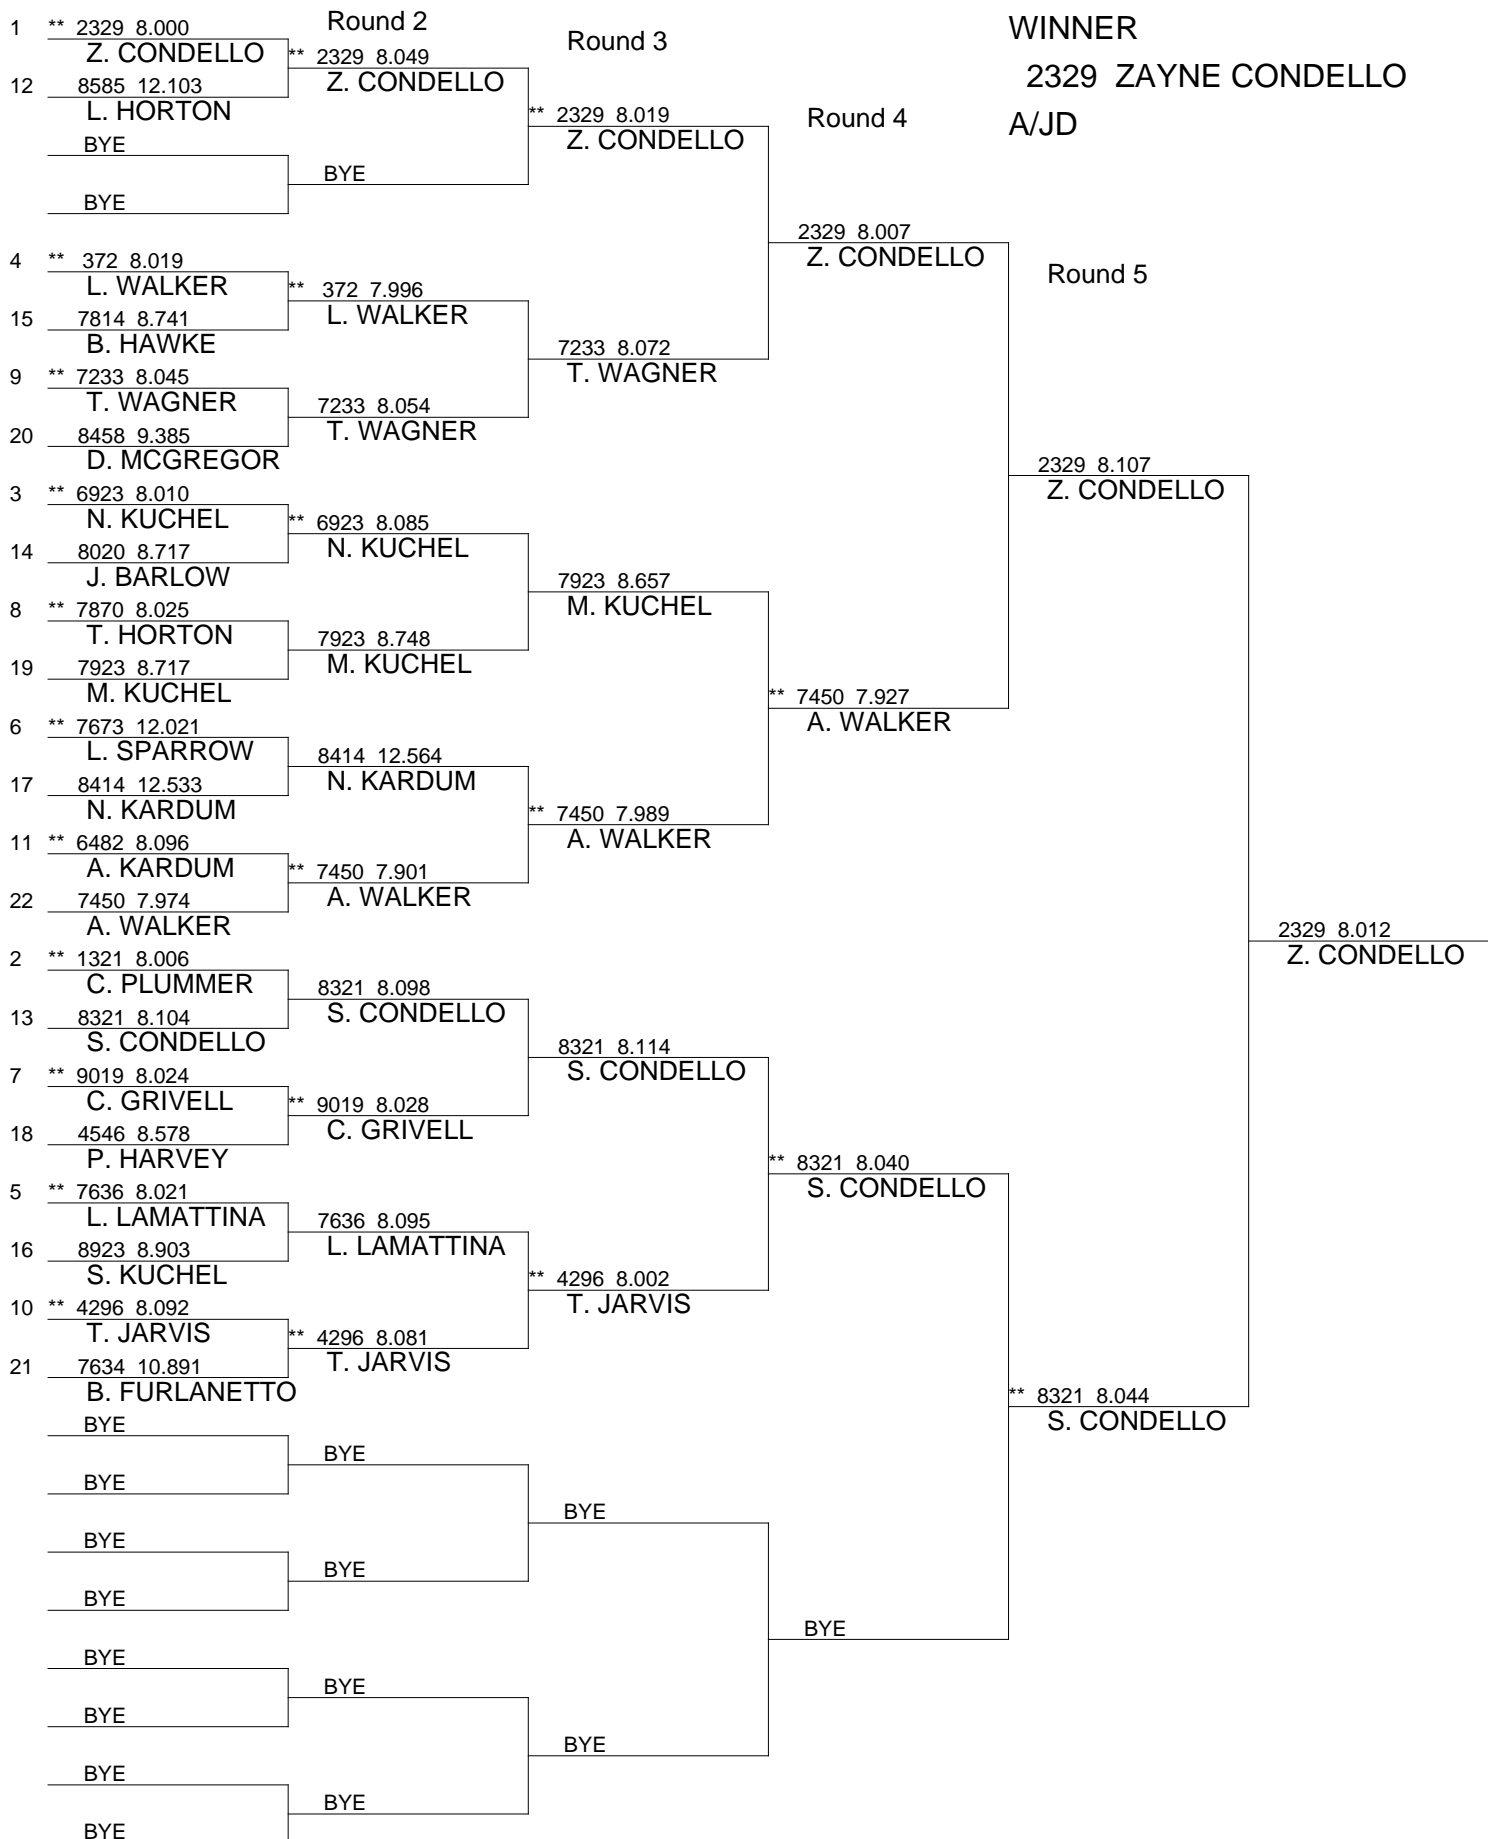 Round 2
Round 3
Round 4
Round 5
WINNER
2329 ZAYNE CONDELLO
A/JD
1 ** 2329 8.000
Z. CONDELLO
12 8585 12.103
L. HORTON
BYE
BYE
4 ** 372 8.019
L. WALKER
15 7814 8.741
B. HAWKE
9 ** 7233 8.045
T. WAGNER
20 8458 9.385
D. MCGREGOR
3 ** 6923 8.010
N. KUCHEL
14 8020 8.717
J. BARLOW
8 ** 7870 8.025
T. HORTON
19 7923 8.717
M. KUCHEL
6 ** 7673 12.021
L. SPARROW
17 8414 12.533
N. KARDUM
11 ** 6482 8.096
A. KARDUM
22 7450 7.974
A. WALKER
2 ** 1321 8.006
C. PLUMMER
13 8321 8.104
S. CONDELLO
7 ** 9019 8.024
C. GRIVELL
18 4546 8.578
P. HARVEY
5 ** 7636 8.021
L. LAMATTINA
16 8923 8.903
S. KUCHEL
10 ** 4296 8.092
T. JARVIS
21 7634 10.891
B. FURLANETTO
BYE
BYE
BYE
BYE
BYE
BYE
BYE
BYE
** 2329 8.049
Z. CONDELLO
BYE
** 372 7.996
L. WALKER
7233 8.054
T. WAGNER
** 6923 8.085
N. KUCHEL
7923 8.748
M. KUCHEL
8414 12.564
N. KARDUM
** 7450 7.901
A. WALKER
8321 8.098
S. CONDELLO
** 9019 8.028
C. GRIVELL
7636 8.095
L. LAMATTINA
** 4296 8.081
T. JARVIS
BYE
BYE
BYE
BYE
** 2329 8.019
Z. CONDELLO
7233 8.072
T. WAGNER
7923 8.657
M. KUCHEL
** 7450 7.989
A. WALKER
8321 8.114
S. CONDELLO
** 4296 8.002
T. JARVIS
BYE
BYE
2329 8.007
Z. CONDELLO
** 7450 7.927
A. WALKER
** 8321 8.040
S. CONDELLO
BYE
2329 8.107
Z. CONDELLO
** 8321 8.044
S. CONDELLO
2329 8.012
Z. CONDELLO